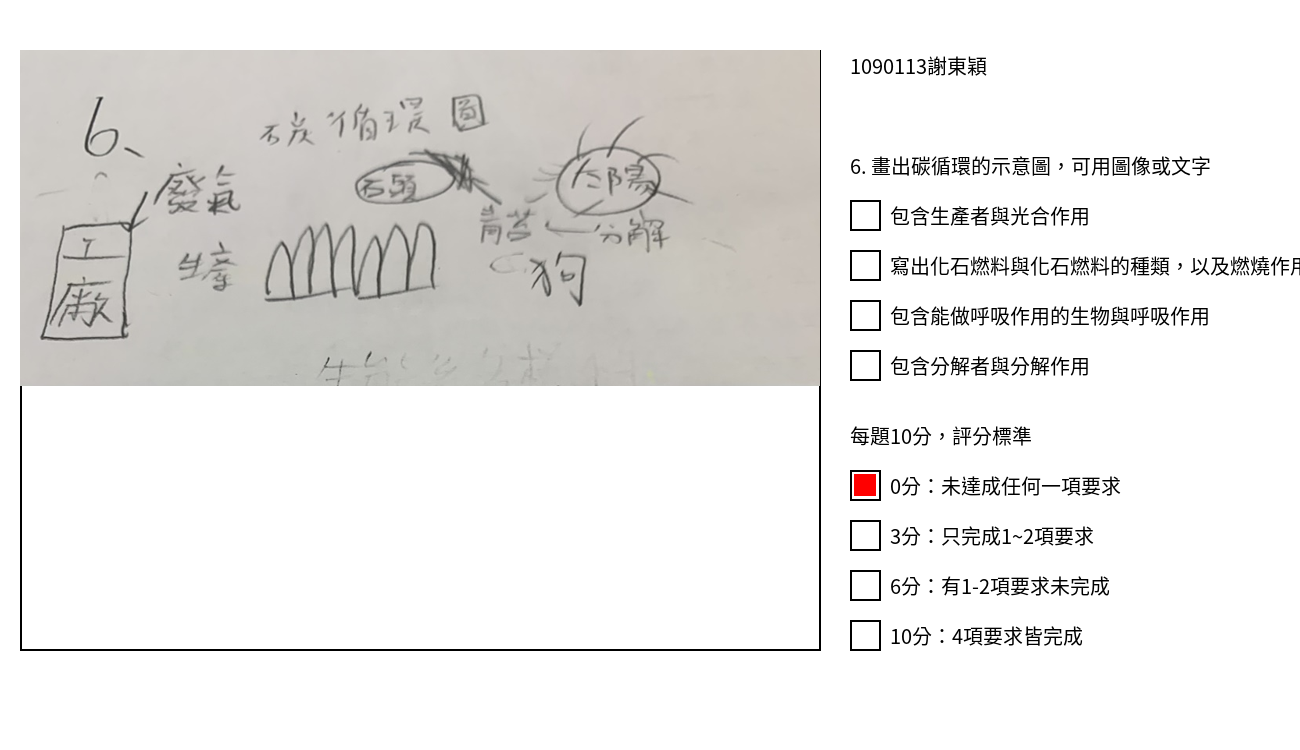 6、
碳循環圖
廢氣
工廠
生產
石頭
青苔
分解
太陽
狗
1090113謝東穎
6. 畫出碳循環的示意圖，可用圖像或文字
包含生產者與光合作用
寫出化石燃料與化石燃料的種類，以及燃燒作用
包含能做呼吸作用的生物與呼吸作用
包含分解者與分解作用
每題10分，評分標準
0分：未達成任何一項要求
3分：只完成1~2項要求
6分：有1-2項要求未完成
10分：4項要求皆完成